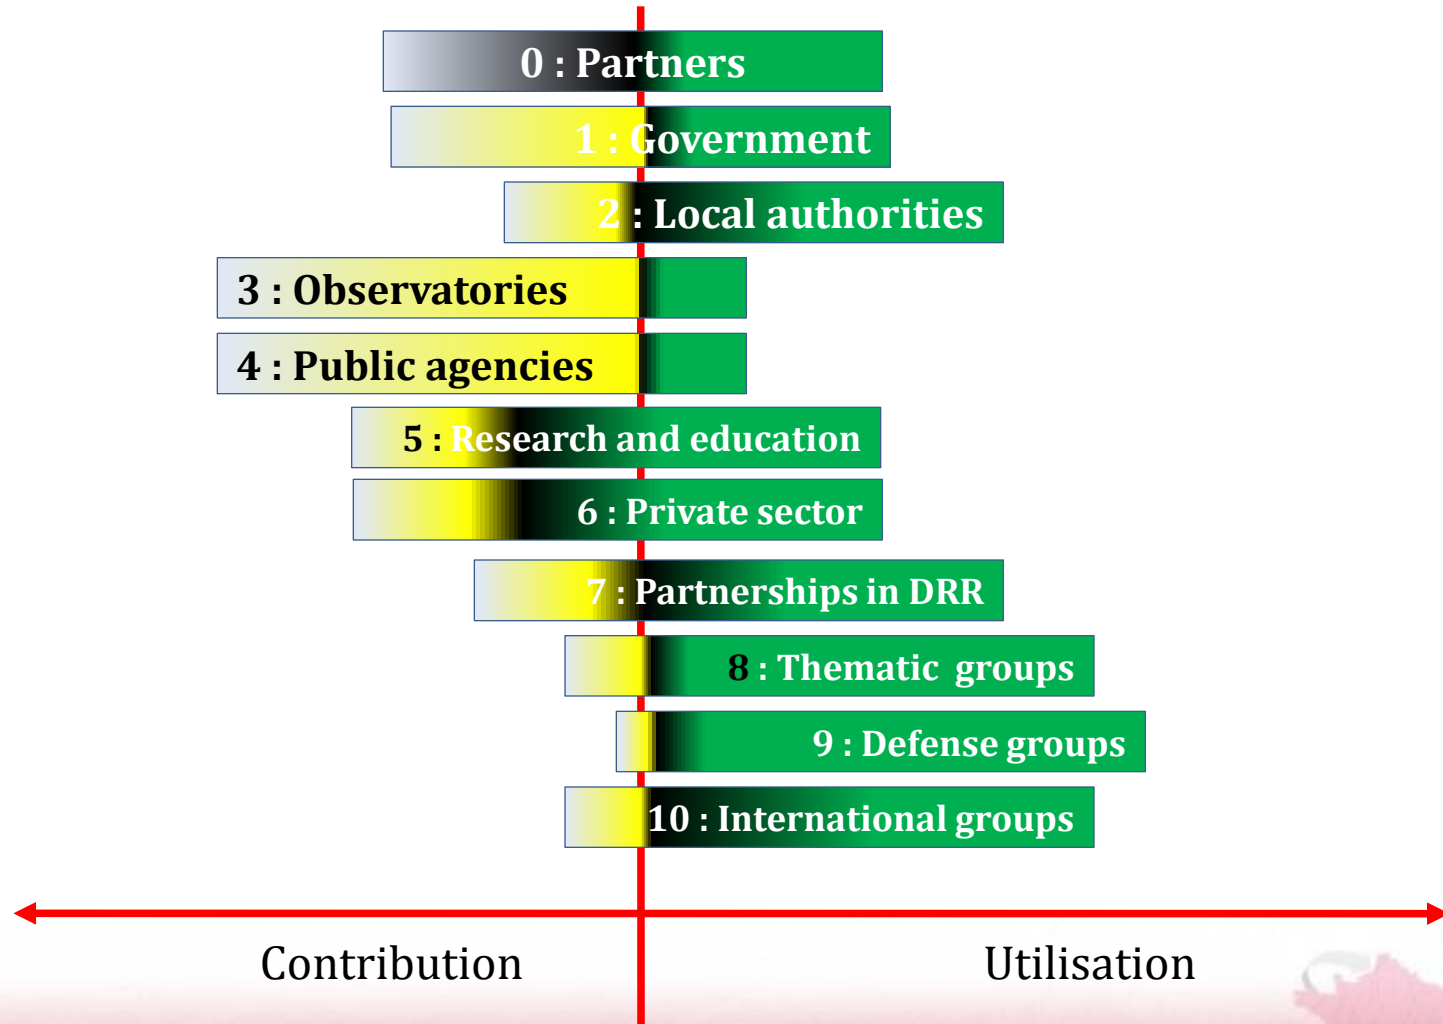 0 : Partners
1 : Government
2 : Local authorities
3 : Observatories
4 : Public agencies
5 : Research and education
6 : Private sector
7 : Partnerships in DRR
8 : Thematic  groups
9 : Defense groups
10 : International groups
Contribution
Utilisation